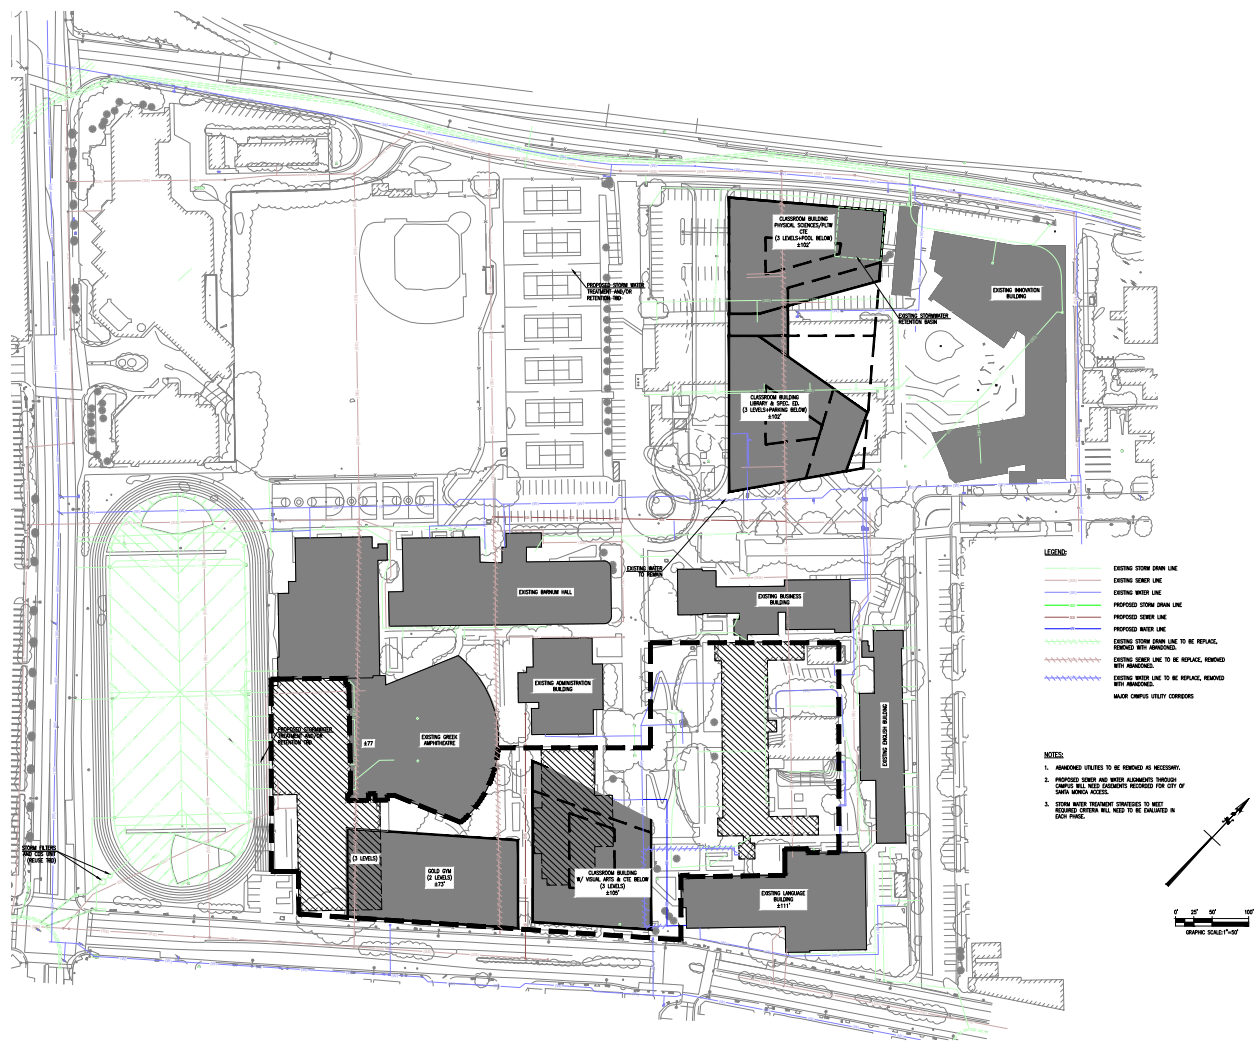 CLASSROOM BUILDING
PHYSICAL SCIENCES/PLTW
CTE
(3 LEVELS+POOL BELOW)
±102'
PROPOSED STORM WATER
TREATMENT AND/OR
RETENTION TBD
EXISTING INNOVATION
BUILDING
EXISTING STORMWATER
RETENTION BASIN
CLASSROOM BUILDING
LIBRARY & SPEC. ED.
(3 LEVELS+PARKING BELOW)
±102'
EXISTING WATER
TO REMAIN
EXISTING BARNUM HALL
EXISTING BUSINESS
BUILDING
EXISTING ADMINISTRATION
BUILDING
EXISTING ENGLISH BUILDING
PROPOSED STORMWATER
TREATMENT AND/OR
RETENTION TBD
±77
EXISTING GREEK
AMPHITHEATRE
STORM FILTERS
AND CDS UNIT
(REUSE TBD)
(3 LEVELS)
GOLD GYM
(2 LEVELS)
±73'
CLASSROOM BUILDING
W/ VISUAL ARTS & CTE BELOW
(3 LEVELS)
±105'
EXISTING LANGUAGE
BUILDING
±111'
LEGEND:
EXISTING STORM DRAIN LINE
EXISTING SEWER LINE
EXISTING WATER LINE
PROPOSED STORM DRAIN LINE
PROPOSED SEWER LINE
PROPOSED WATER LINE
EXISTING STORM DRAIN LINE TO BE REPLACE,
REMOVED WITH ABANDONED.
EXISTING SEWER LINE TO BE REPLACE, REMOVED
WITH ABANDONED.
EXISTING WATER LINE TO BE REPLACE, REMOVED
WITH ABANDONED.
MAJOR CAMPUS UTILITY CORRIDORS
NOTES:
1. ABANDONED UTILITIES TO BE REMOVED AS NECESSARY.
2. PROPOSED SEWER AND WATER ALIGNMENTS THROUGH
CAMPUS WILL NEED EASEMENTS RECORDED FOR CITY OF
SANTA MONICA ACCESS.
3. STORM WATER TREATMENT STRATEGIES TO MEET
REQUIRED CRITERIA WILL NEED TO BE EVALUATED IN
EACH PHASE.
0' 25' 50' 100'
GRAPHIC SCALE:1"=50'